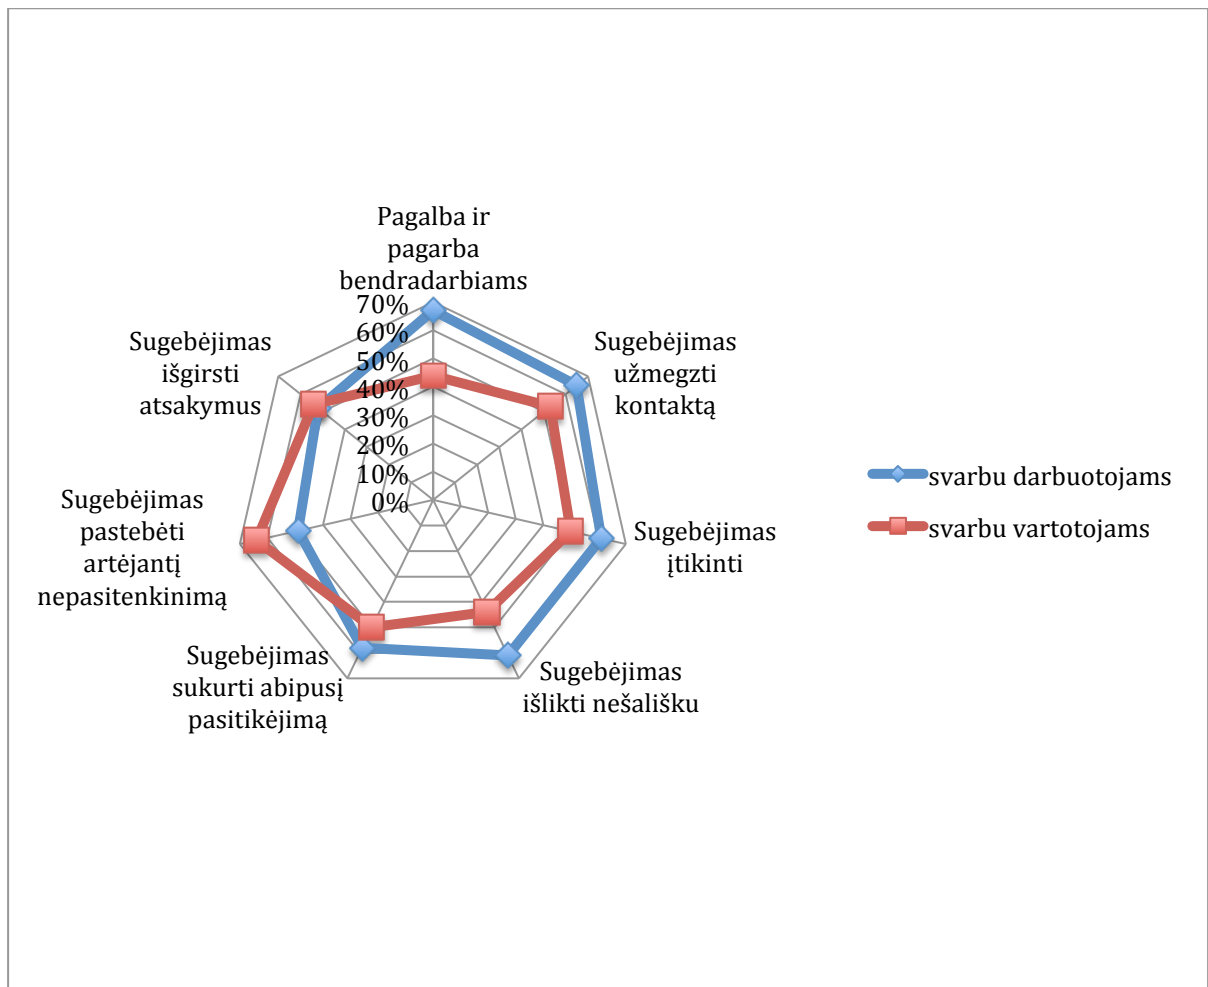 Pagalba ir
pagarba
bendradarbiams
70%
60%
50%
40%
30%
20%
10%
0%
Sugebėjimas
užmegzti
kontaktą
Sugebėjimas
įtikinti
Sugebėjimas
išlikti nešališku
Sugebėjimas
sukurti abipusį
pasitikėjimą
Sugebėjimas
pastebėti
artėjantį
nepasitenkinimą
Sugebėjimas
išgirsti
atsakymus
svarbu darbuotojams
svarbu vartotojams